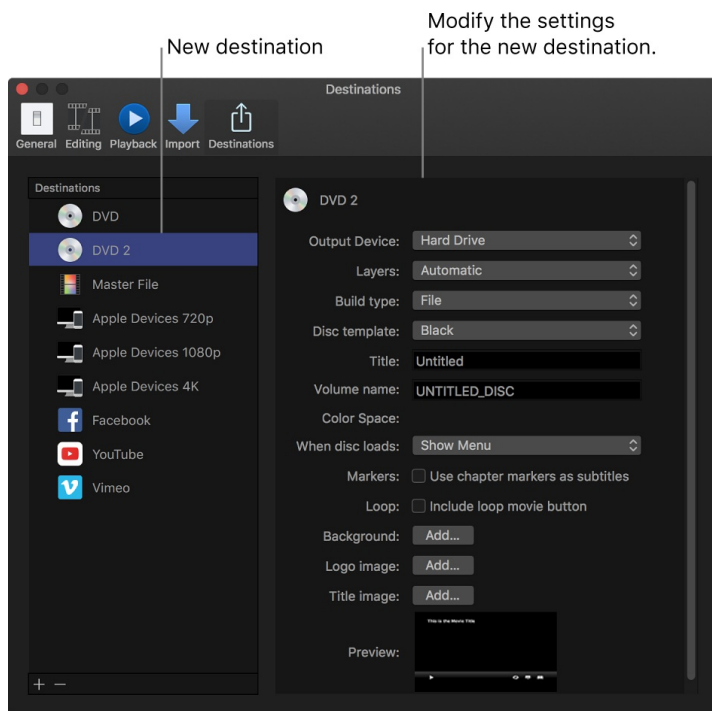 New destination
Modify the settings
for the new destination.
Destinations
General Editing Playback Import Destinations
Destinations
DVD
DVD 2
Master File
Apple Devices 720p
Apple Devices 1080p
Apple Devices 4K
Facebook
YouTube
Vimeo
DVD 2
Output Device: Hard Drive
Layers: Automatic
Build type: File
Disc template: Black
Title: Untitled
Volume name: UNTITLED_DISC
Color Space:
When disc loads: Show Menu
Markers: Use chapter markers as subtitles
Loop: Include loop movie button
Background: Add...
Logo image: Add...
Title image: Add...
Preview:
This is the Movie Title